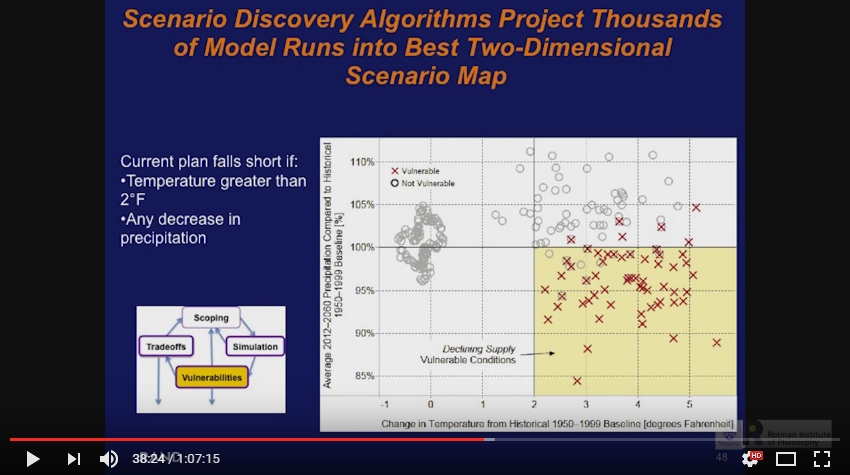 Scenario Discovery Algorithms Project Thousands
of Model Runs into Best Two-Dimensional
Scenario Map
Current plan falls short if:
•Temperature greater than
2°F
•Any decrease in
precipitation
Scoping
Tradeoffs
Simulation
Vulnerabilities
Average 2012–2060 Precipitation Compared to Historical
1950–1999 Baseline [%]
110%
105%
100%
95%
90%
85%
Vulnerable
Not Vulnerable
Declining Supply
Vulnerable Conditions
-1 0 1 2 3 4 5
Change in Temperature from Historical 1950–1999 Baseline [degrees Fahrenheit]
Rotman Institute
of Philosophy
48
38:24 / 1:07:15
HD